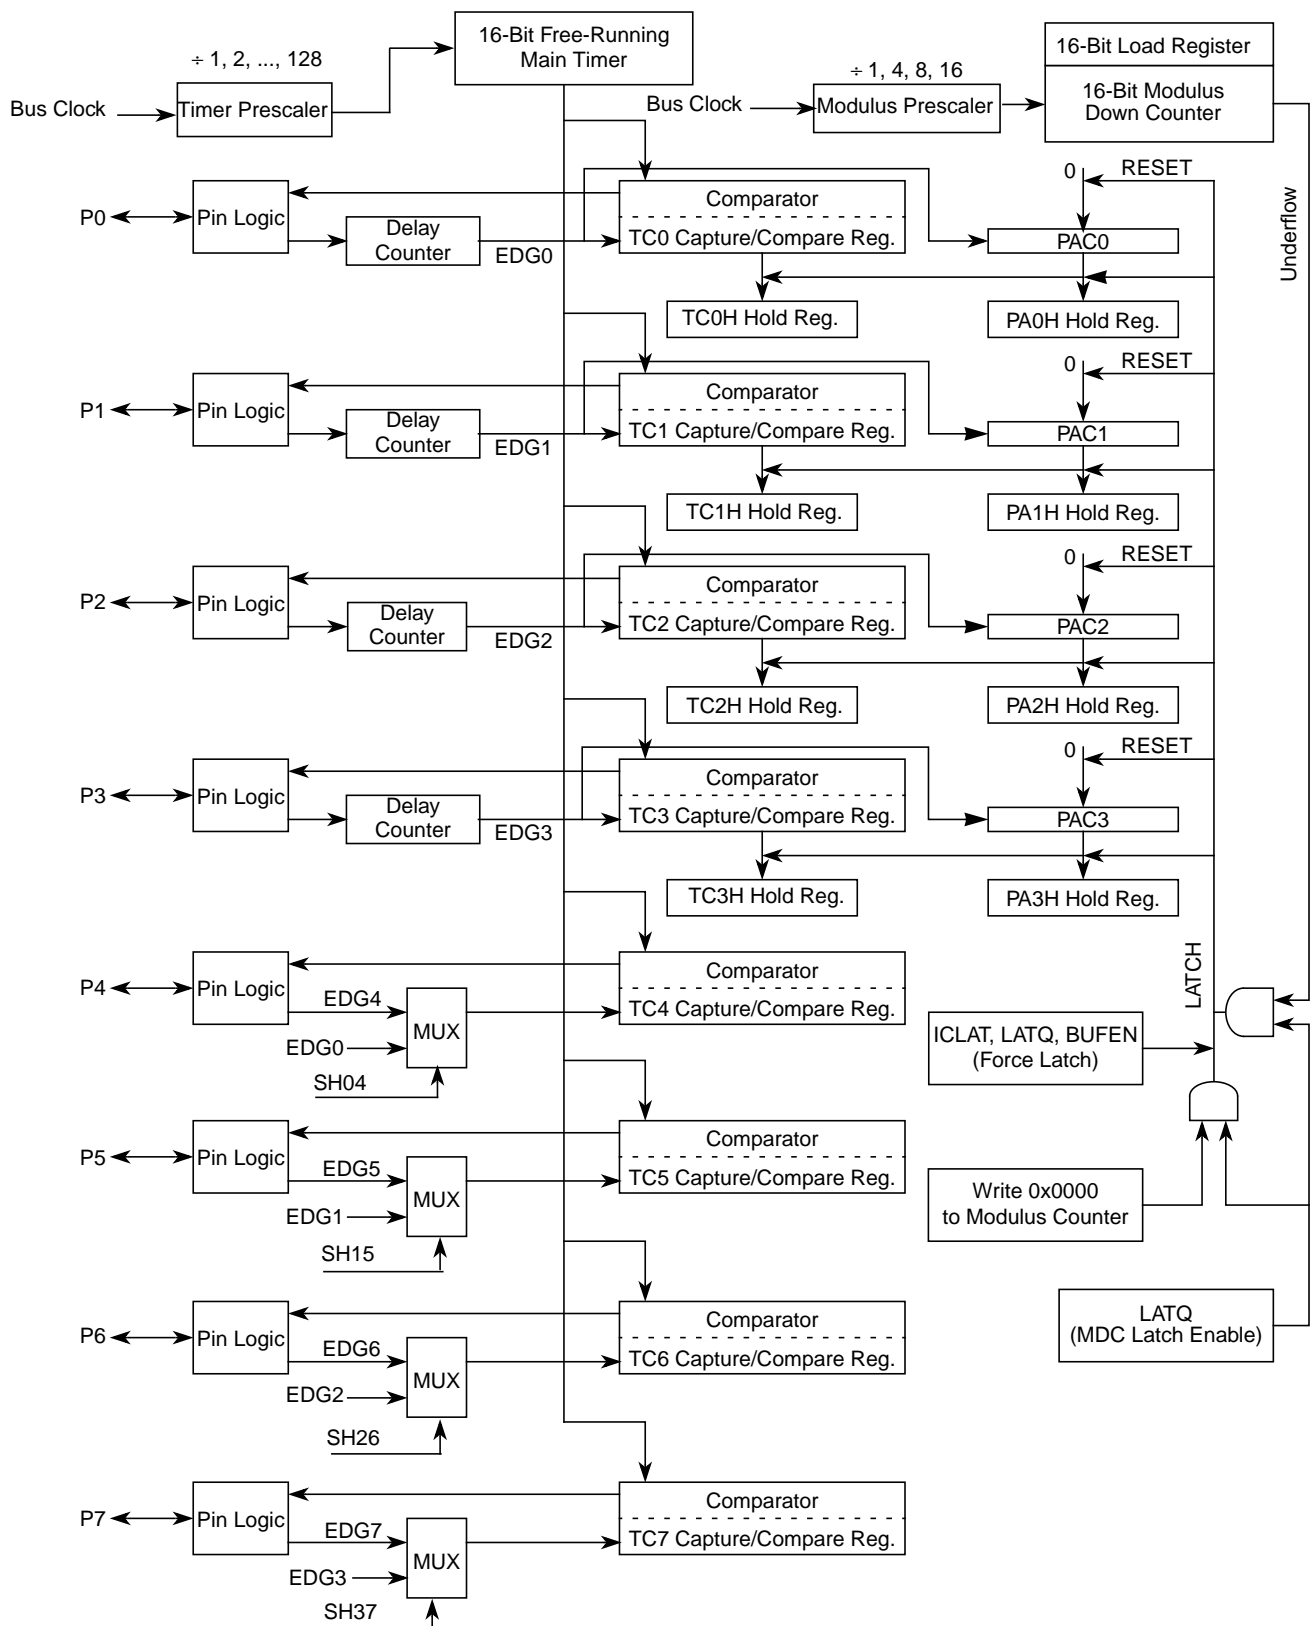 16-Bit Free-Running
Main Timer
16-Bit Load Register
÷ 1, 2, ..., 128
÷ 1, 4, 8, 16
16-Bit Modulus
Down Counter
Bus Clock
Timer Prescaler
Bus Clock
Modulus Prescaler
0
RESET
Underflow
P0
Pin Logic
Comparator
Delay
Counter
EDG0
TC0 Capture/Compare Reg.
PAC0
TC0H Hold Reg.
PA0H Hold Reg.
0
RESET
P1
Pin Logic
Comparator
Delay
Counter
EDG1
TC1 Capture/Compare Reg.
PAC1
TC1H Hold Reg.
PA1H Hold Reg.
0
RESET
P2
Pin Logic
Comparator
Delay
Counter
EDG2
TC2 Capture/Compare Reg.
PAC2
TC2H Hold Reg.
PA2H Hold Reg.
0
RESET
P3
Pin Logic
Comparator
Delay
Counter
EDG3
TC3 Capture/Compare Reg.
PAC3
TC3H Hold Reg.
PA3H Hold Reg.
LATCH
P4
Pin Logic
Comparator
EDG4
MUX
TC4 Capture/Compare Reg.
EDG0
SH04
ICLAT, LATQ, BUFEN
(Force Latch)
P5
Pin Logic
Comparator
EDG5
MUX
TC5 Capture/Compare Reg.
EDG1
SH15
Write 0x0000
to Modulus Counter
P6
Pin Logic
Comparator
EDG6
MUX
TC6 Capture/Compare Reg.
EDG2
SH26
LATQ
(MDC Latch Enable)
P7
Pin Logic
Comparator
EDG7
MUX
TC7 Capture/Compare Reg.
EDG3
SH37